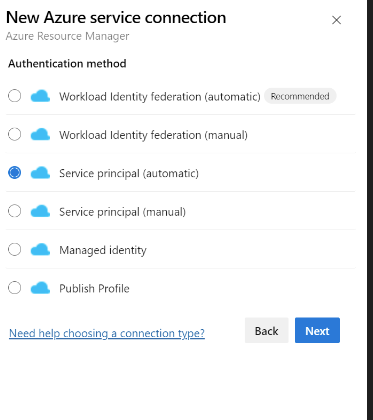 New Azure service connection
Azure Resource Manager
Authentication method
Workload Identity federation (automatic) Recommended
Workload Identity federation (manual)
Service principal (automatic)
Service principal (manual)
Managed identity
Publish Profile
Need help choosing a connection type? Back Next